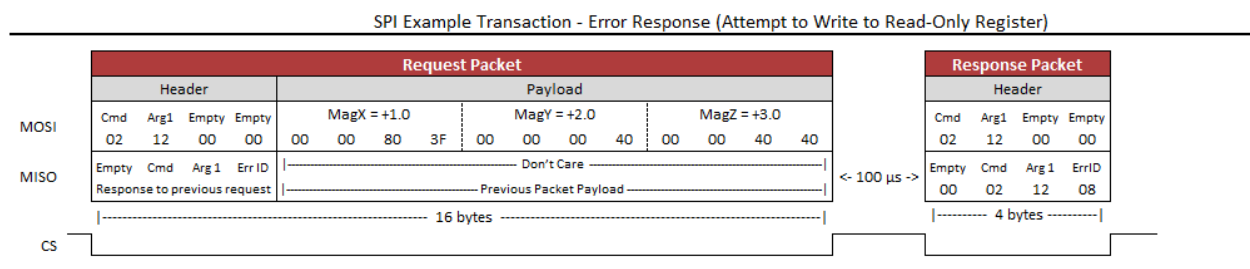 SPI Example Transaction - Error Response (Attempt to Write to Read-Only Register)
Request Packet Response Packet
Header Payload Header
MOSI
Cmd Arg1 Empty Empty MagX = +1.0 MagY = +2.0 MagZ = +3.0 Cmd Arg1 Empty Empty
02 12 00 00 00 00 80 3F 00 00 00 40 00 00 40 40 02 12 00 00
MISO
Empty Cmd Arg 1 Err ID Don't Care <- 100 µs -> Empty Cmd Arg 1 ErrID
Response to previous request Previous Packet Payload 00 02 12 08
16 bytes 4 bytes
CS